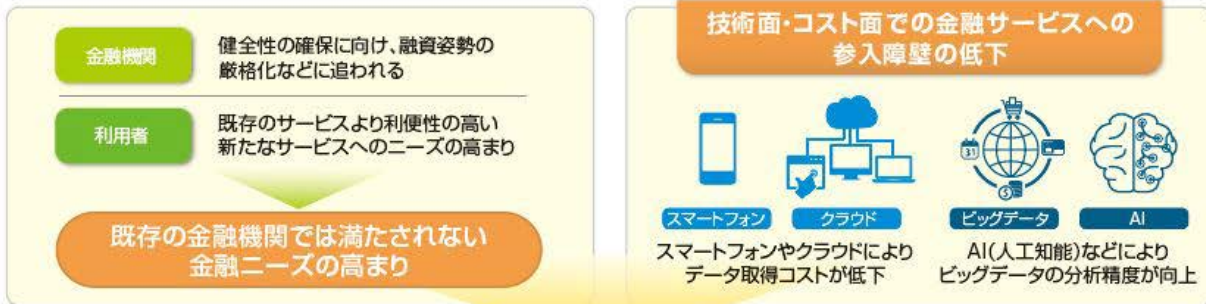 金融機関
健全性の確保に向け、融資姿勢の
厳格化などに追われる
利用者
既存のサービスより利便性の高い
新たなサービスへのニーズの高まり
既存の金融機関では満たされない
金融ニーズの高まり
技術面・コスト面での金融サービスへの
参入障壁の低下
31
$
スマートフォン
クラウド
ビッグデータ
AI
スマートフォンやクラウドにより
データ取得コストが低下
AI(人工知能)などにより
ビッグデータの分析精度が向上